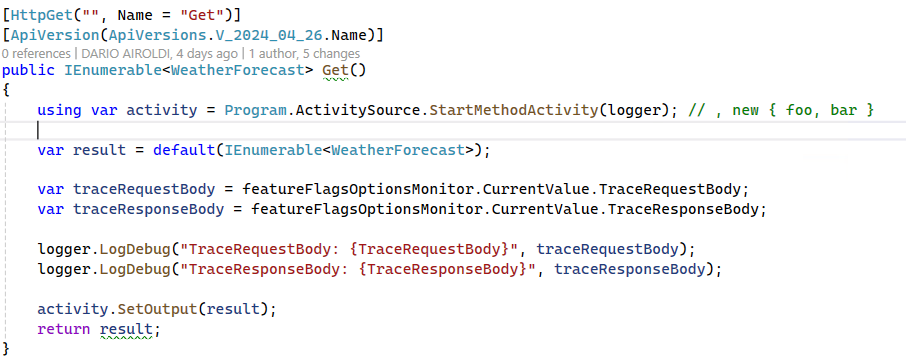 [HttpGet("", Name = "Get")]
[ApiVersion(ApiVersions.V_2024_04_26.Name)]
0 references | DARIO AIROLDI, 4 days ago | 1 author, 5 changes
public IEnumerable<WeatherForecast> Get()
{
    using var activity = Program.ActivitySource.StartMethodActivity(logger); // , new { foo, bar }
    var result = default(IEnumerable<WeatherForecast>);
    var traceRequestBody = featureFlagsOptionsMonitor.CurrentValue.TraceRequestBody;
    var traceResponseBody = featureFlagsOptionsMonitor.CurrentValue.TraceResponseBody;
    logger.LogDebug("TraceRequestBody: {TraceRequestBody}", traceRequestBody);
    logger.LogDebug("TraceResponseBody: {TraceResponseBody}", traceResponseBody);
    activity.SetOutput(result);
    return result;
}